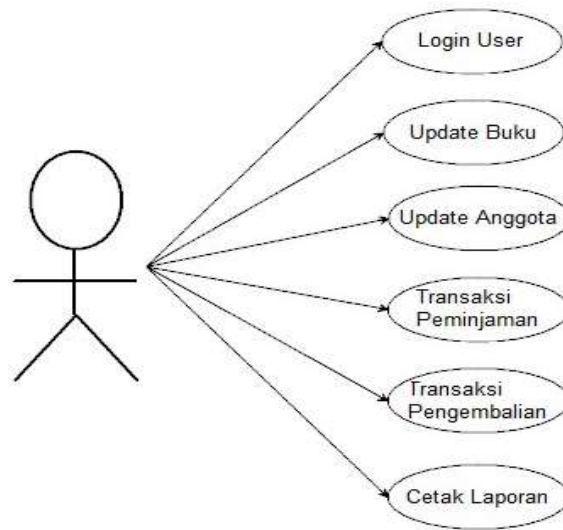 Login User
Update Buku
Update Anggota
Transaksi
Peminjaman
Transaksi
Pengembalian
Cetak Laporan